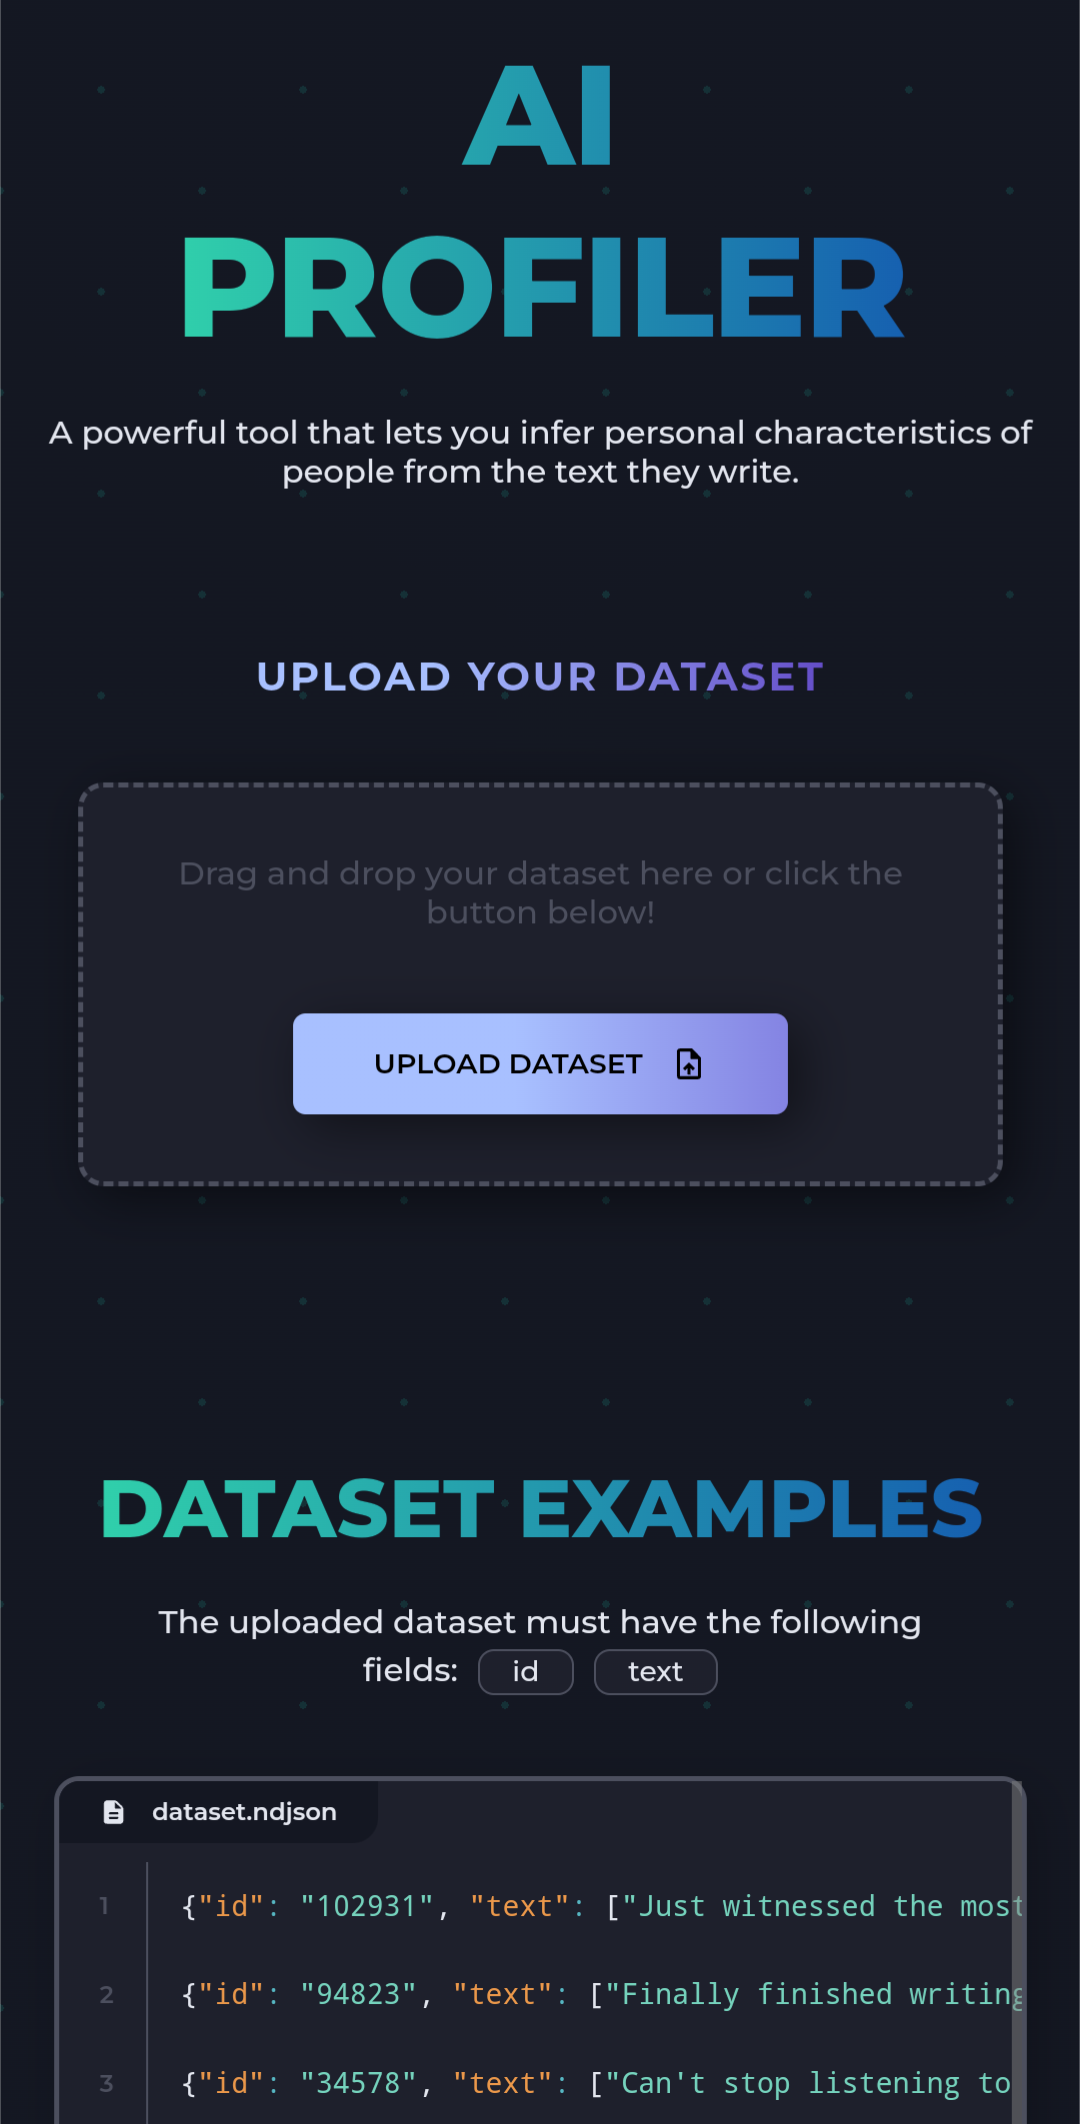 AI
PROFILER
A powerful tool that lets you infer personal characteristics of
people from the text they write.
UPLOAD YOUR DATASET
Drag and drop your dataset here or click the
button below!
UPLOAD DATASET
DATASET EXAMPLES
The uploaded dataset must have the following
fields: id text
dataset.ndjson
1 {"id": "102931", "text": ["Just witnessed the most
2 {"id": "94823", "text": ["Finally finished writing
3 {"id": "34578", "text": ["Can't stop listening to